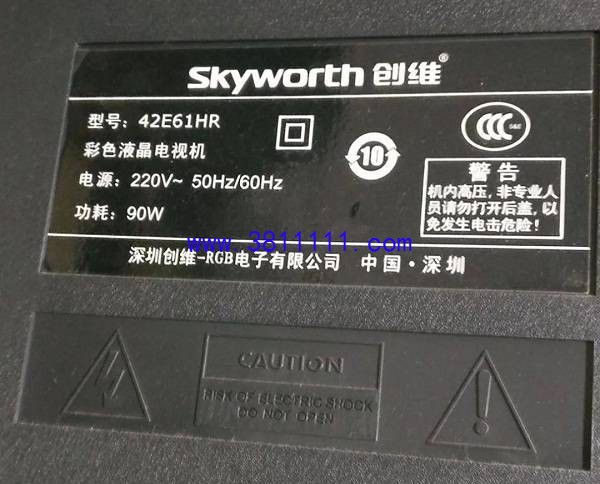 Skyworth 创维®
型号: 42E61HR
彩色液晶电视机
电源: 220V~ 50Hz/60Hz
功耗: 90W
10
CCC S&E
警告
机内高压，非专业人
员请勿打开后盖，以
免发生电击危险！
www.3811111.com
深圳创维-RGB电子有限公司 中国·深圳
CAUTION
RISK OF ELECTRIC SHOCK
DO NOT OPEN